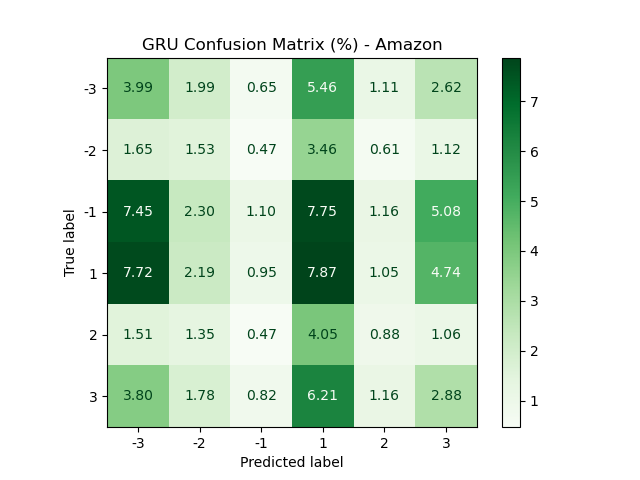 GRU Confusion Matrix (%) - Amazon
True label
-3 3.99 1.99 0.65 5.46 1.11 2.62
-2 1.65 1.53 0.47 3.46 0.61 1.12
-1 7.45 2.30 1.10 7.75 1.16 5.08
1 7.72 2.19 0.95 7.87 1.05 4.74
2 1.51 1.35 0.47 4.05 0.88 1.06
3 3.80 1.78 0.82 6.21 1.16 2.88
-3 -2 -1 1 2 3
Predicted label
7
6
5
4
3
2
1